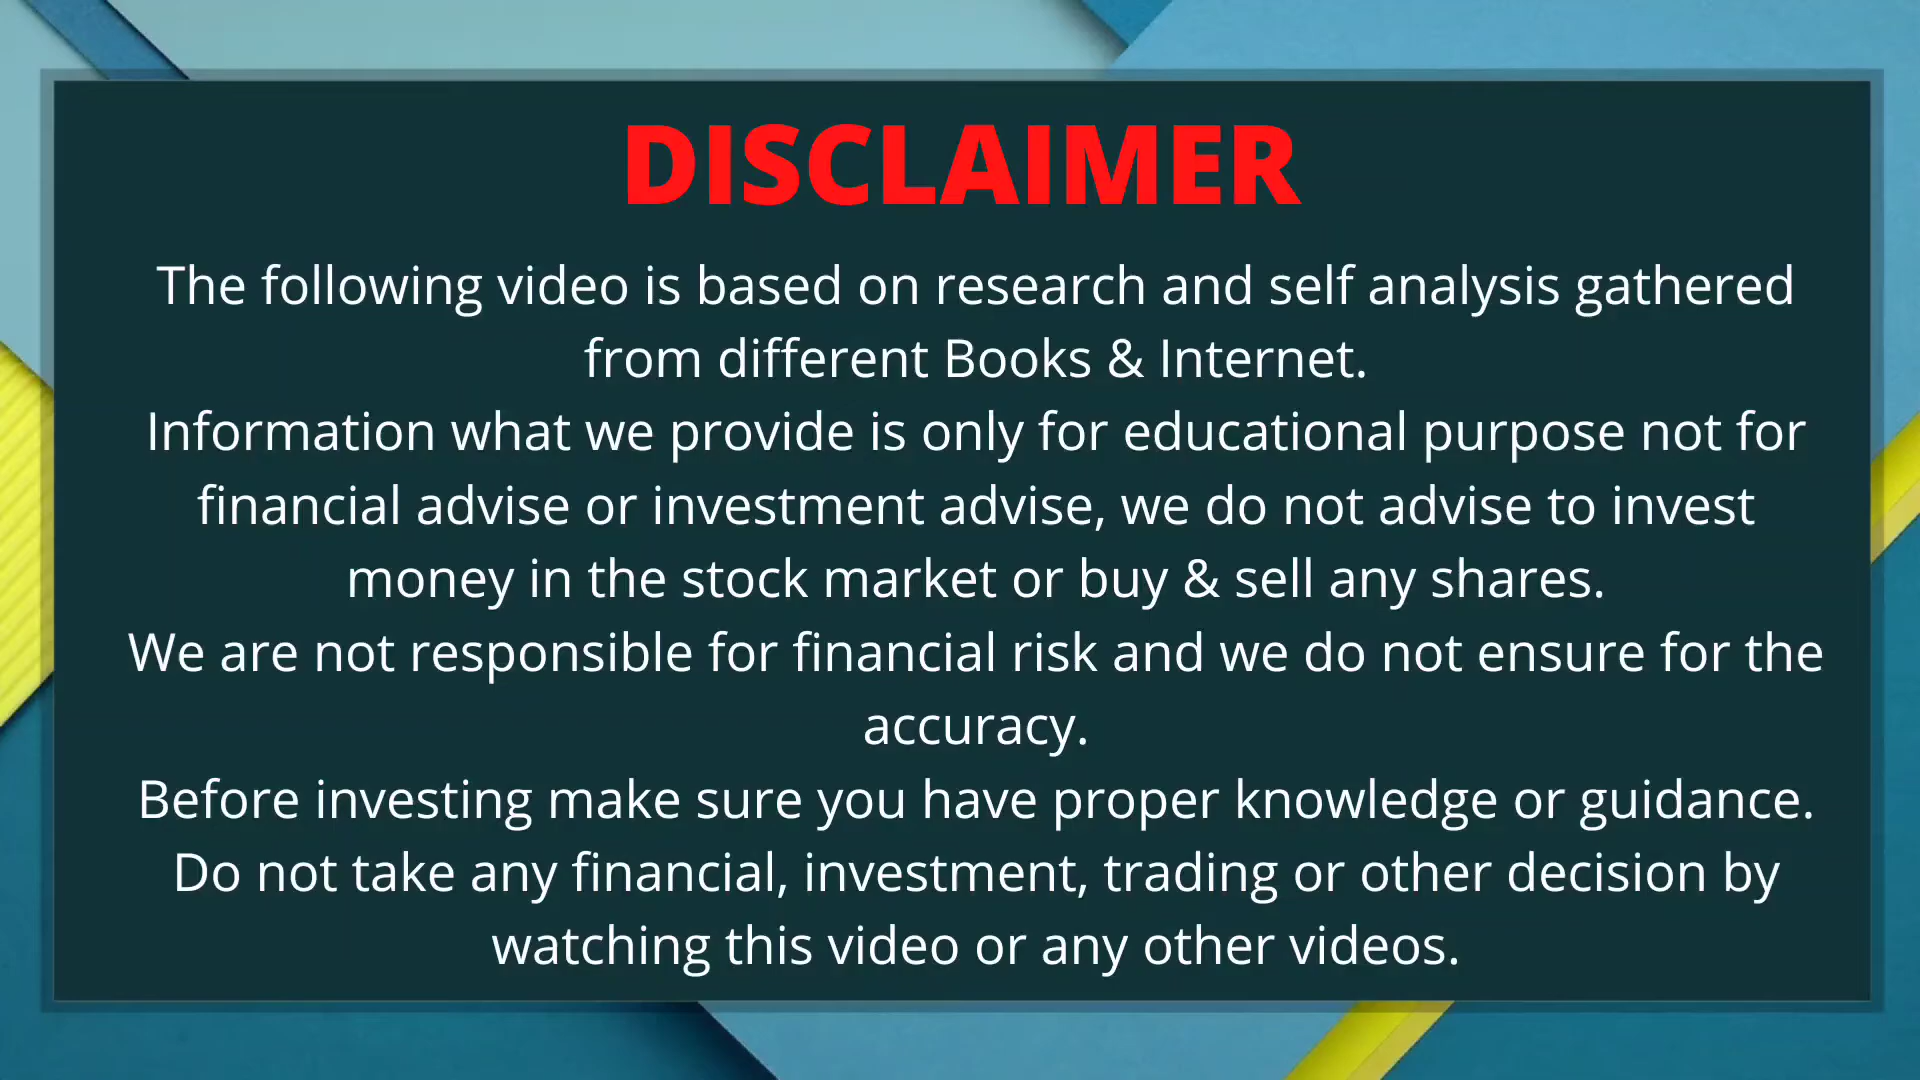 DISCLAIMER
The following video is based on research and self analysis gathered
from different Books & Internet.
Information what we provide is only for educational purpose not for
financial advise or investment advise, we do not advise to invest
money in the stock market or buy & sell any shares.
We are not responsible for financial risk and we do not ensure for the
accuracy.
Before investing make sure you have proper knowledge or guidance.
Do not take any financial, investment, trading or other decision by
watching this video or any other videos.